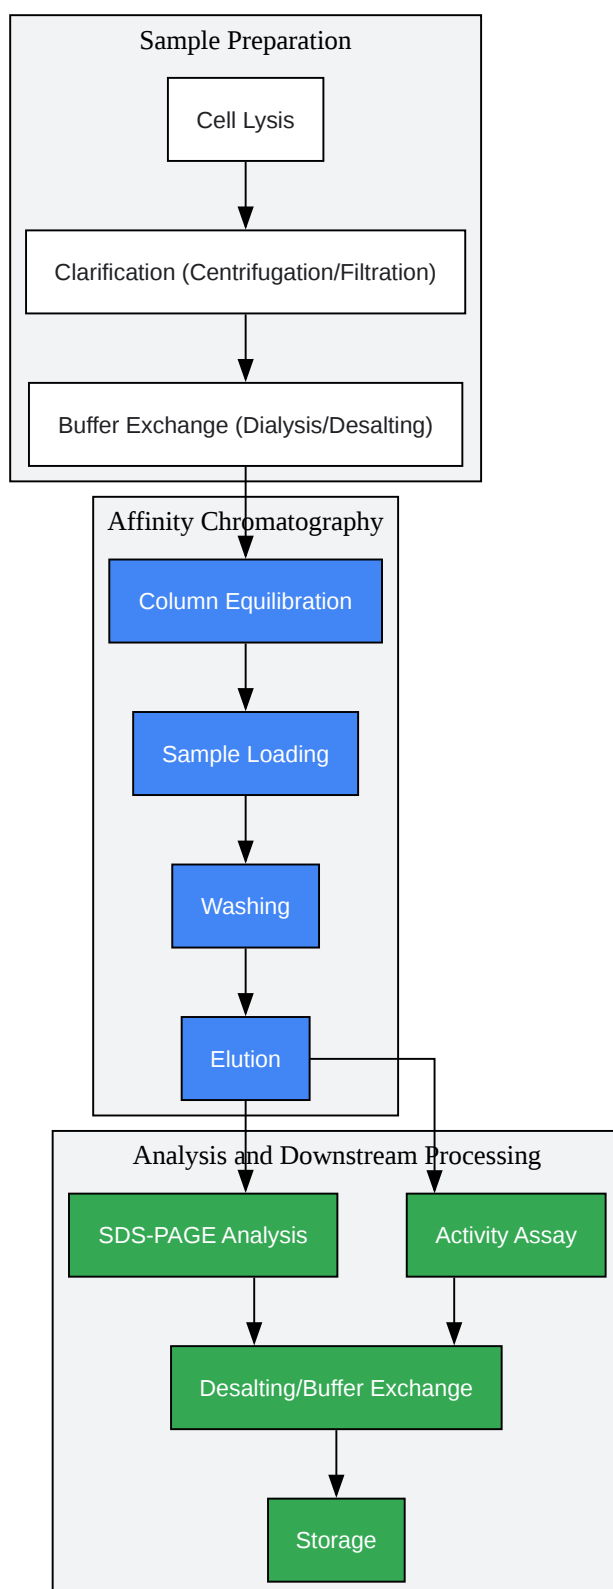 Sample Preparation
Cell Lysis
Clarification (Centrifugation/Filtration)
Buffer Exchange (Dialysis/Desalting)
Affinity Chromatography
Column Equilibration
Sample Loading
Washing
Elution
Analysis and Downstream Processing
SDS-PAGE Analysis
Activity Assay
Desalting/Buffer Exchange
Storage